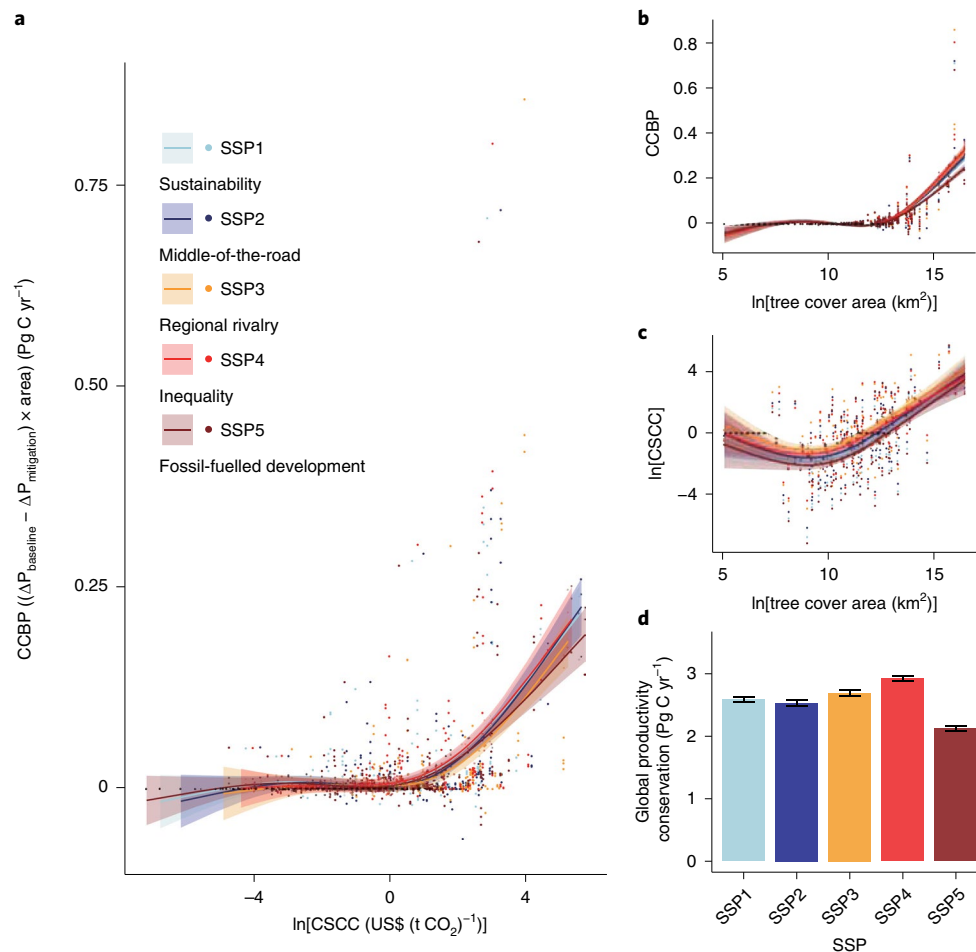 a
CCBP ((ΔP_baseline − ΔP_mitigation) × area) (Pg C yr⁻¹)
0.75
0.50
0.25
0
−4
0
4
ln[CSCC (US$ (t CO₂)⁻¹)]
SSP1
Sustainability
SSP2
Middle-of-the-road
SSP3
Regional rivalry
SSP4
Inequality
SSP5
Fossil-fuelled development
b
CCBP
0.8
0.6
0.4
0.2
0
5
10
15
ln[tree cover area (km²)]
c
ln[CSCC]
4
0
−4
5
10
15
ln[tree cover area (km²)]
d
Global productivity
conservation (Pg C yr⁻¹)
3
2
1
0
SSP1
SSP2
SSP3
SSP4
SSP5
SSP